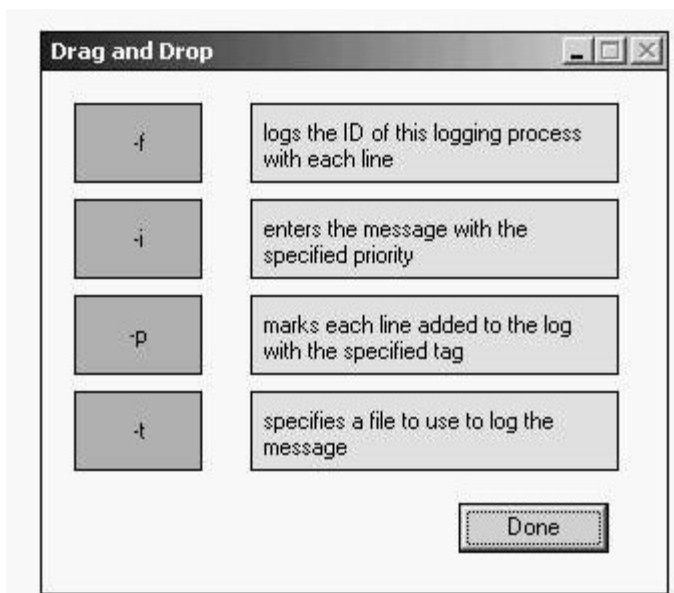 Drag and Drop
-f
logs the ID of this logging process
with each line
-i
enters the message with the
specified priority
-p
marks each line added to the log
with the specified tag
-t
specifies a file to use to log the
message
Done